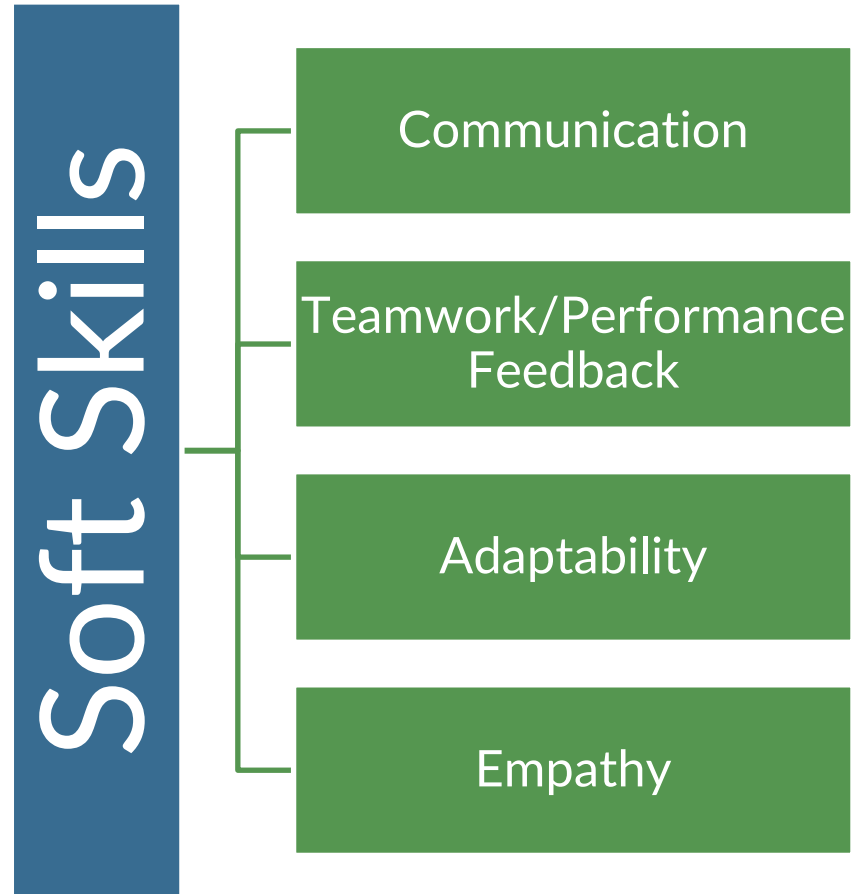 Soft Skills
Communication
Teamwork/Performance
Feedback
Adaptability
Empathy